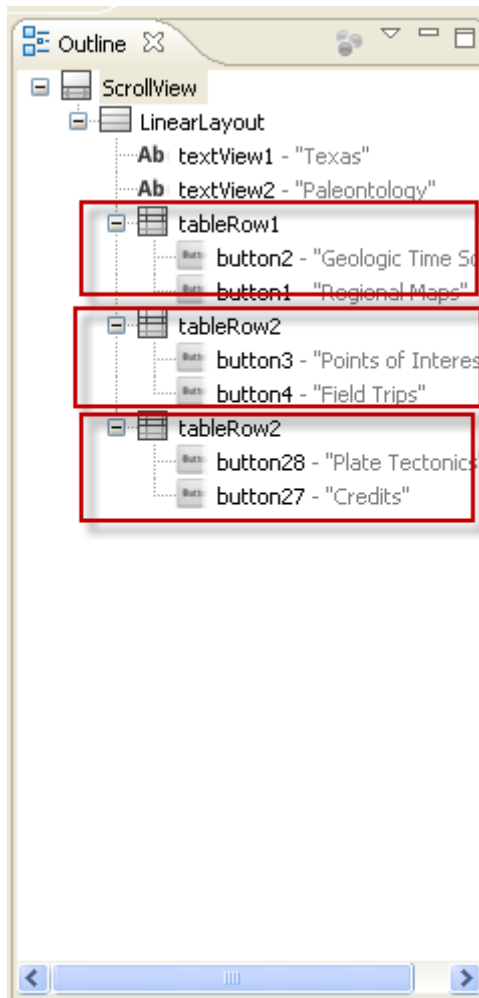 Outline
ScrollView
LinearLayout
Ab textView1 - "Texas"
Ab textView2 - "Paleontology"
tableRow1
button2 - "Geologic Time Sc
button1 - "Regional Maps"
tableRow2
button3 - "Points of Interes
button4 - "Field Trips"
tableRow2
button28 - "Plate Tectonics"
button27 - "Credits"